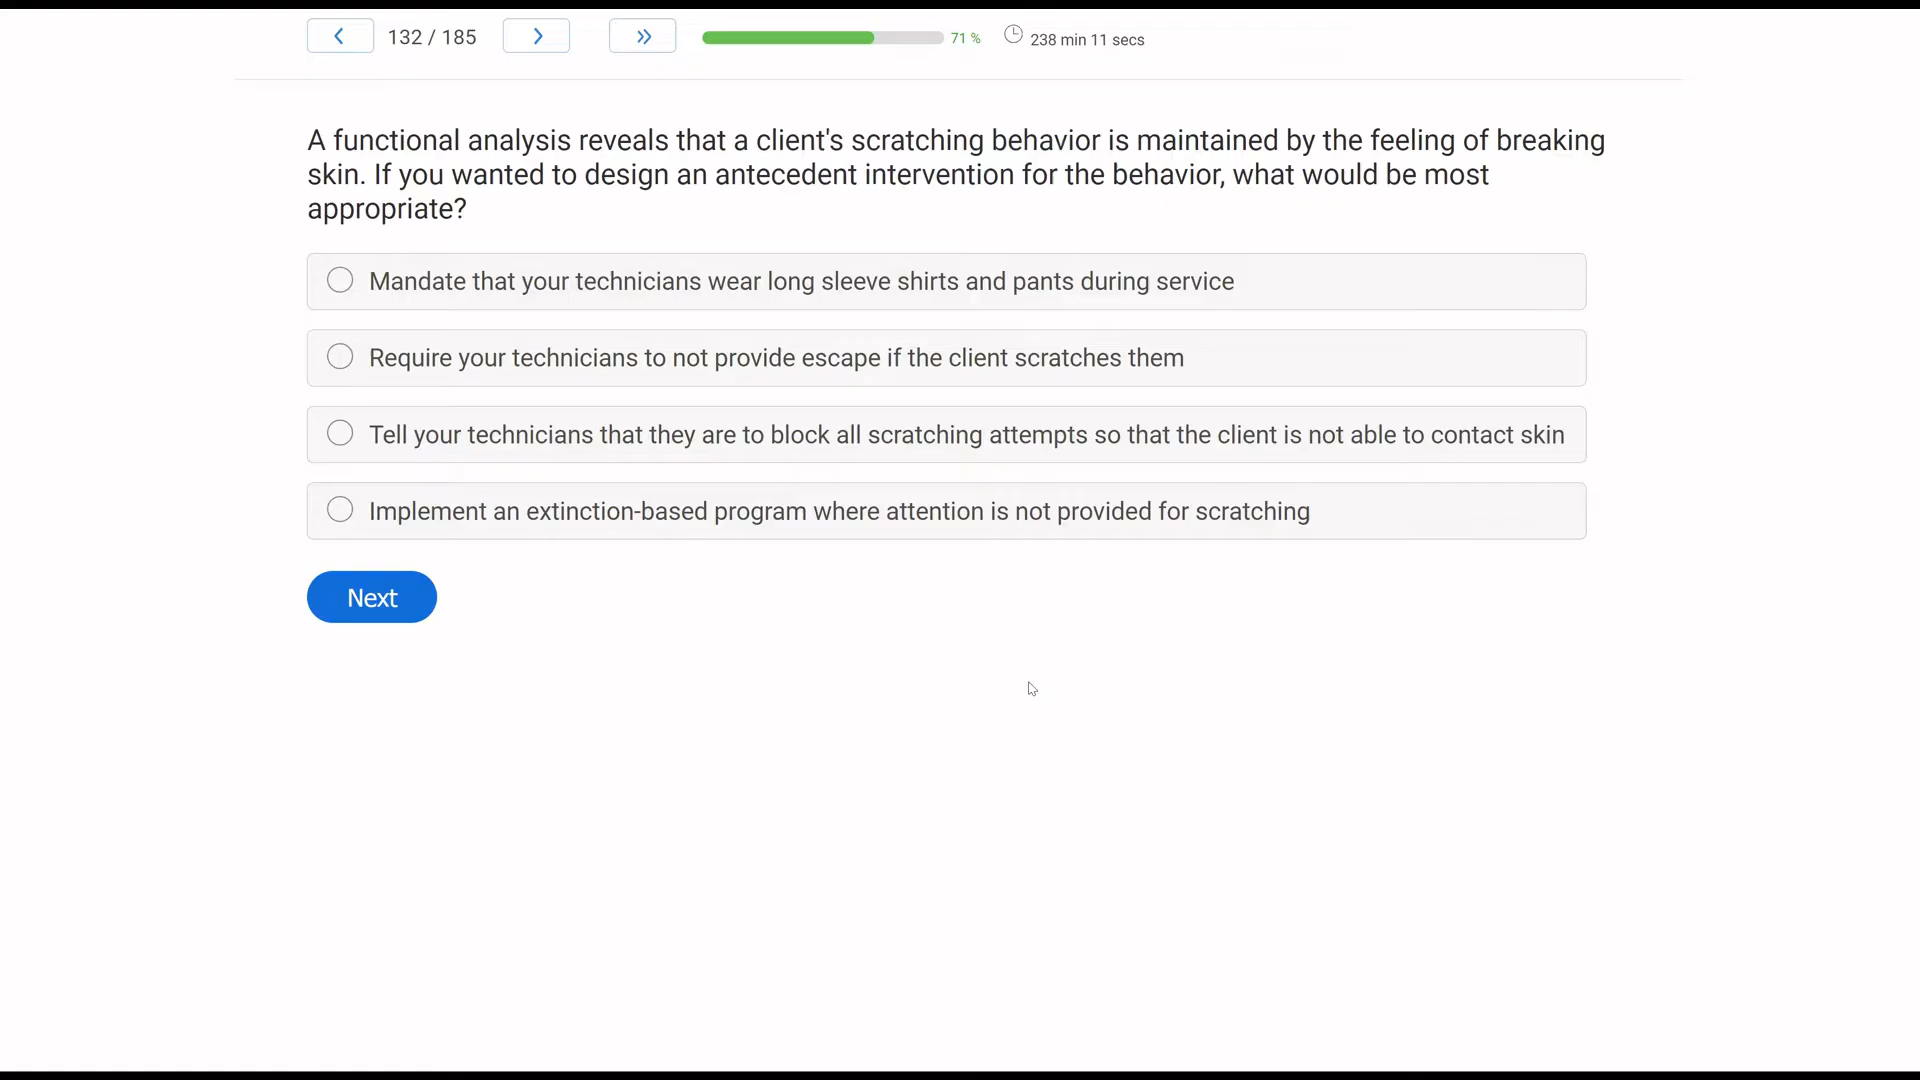 132 / 185
71 %
238 min 11 secs
A functional analysis reveals that a client's scratching behavior is maintained by the feeling of breaking
skin. If you wanted to design an antecedent intervention for the behavior, what would be most
appropriate?
Mandate that your technicians wear long sleeve shirts and pants during service
Require your technicians to not provide escape if the client scratches them
Tell your technicians that they are to block all scratching attempts so that the client is not able to contact skin
Implement an extinction-based program where attention is not provided for scratching
Next